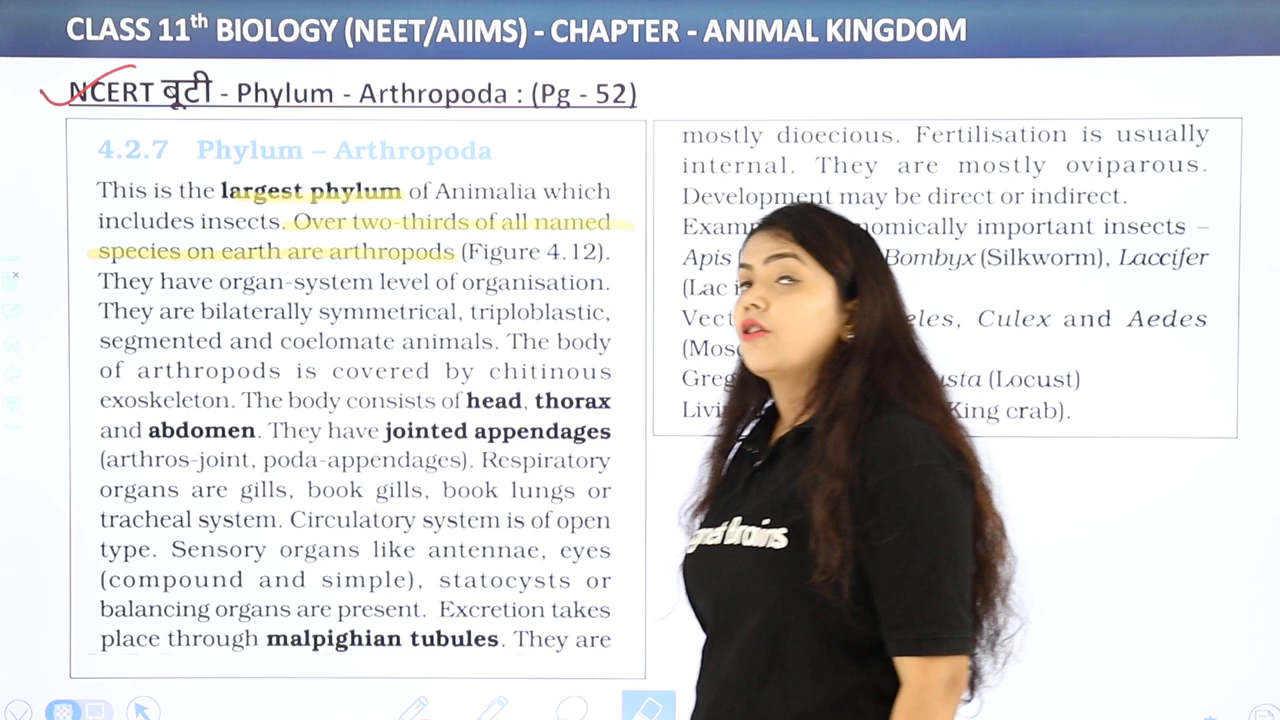 CLASS 11th BIOLOGY (NEET/AIIMS) - CHAPTER - ANIMAL KINGDOM
NCERT बूटी - Phylum - Arthropoda : (Pg - 52)
4.2.7 Phylum – Arthropoda
This is the largest phylum of Animalia which
includes insects. Over two-thirds of all named
species on earth are arthropods (Figure 4.12).
They have organ-system level of organisation.
They are bilaterally symmetrical, triploblastic,
segmented and coelomate animals. The body
of arthropods is covered by chitinous
exoskeleton. The body consists of head, thorax
and abdomen. They have jointed appendages
(arthros-joint, poda-appendages). Respiratory
organs are gills, book gills, book lungs or
tracheal system. Circulatory system is of open
type. Sensory organs like antennae, eyes
(compound and simple), statocysts or
balancing organs are present. Excretion takes
place through malpighian tubules. They are
mostly dioecious. Fertilisation is usually
internal. They are mostly oviparous.
Development may be direct or indirect.
important insects –
Apis Bombyx (Silkworm), Laccifer
(Lac
Culex and Aedes
(Locust)
King crab).